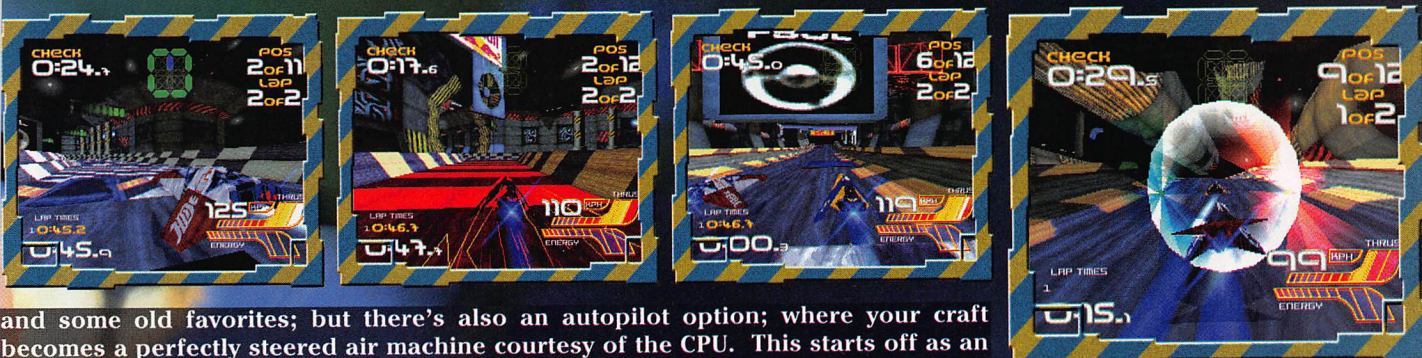 CHECK
0:24.7
POS
2 OF 11
LAP
2 OF 2
125 KPH
THRUS
LAP TIMES
1 0:45.2
0:45.9
ENERGY
CHECK
0:17.6
POS
2 OF 12
LAP
2 OF 2
110 KPH
THRUS
LAP TIMES
1 0:46.7
0:47.7
ENERGY
CHECK
0:45.0
POS
6 OF 12
LAP
2 OF 2
119 KPH
THRUS
LAP TIMES
1 0:46.7
0:00.3
ENERGY
CHECK
0:29.5
POS
9 OF 12
LAP
1 OF 2
99 KPH
THRUS
LAP TIMES
1
0:15.1
ENERGY
and some old favorites; but there's also an autopilot option; where your craft
becomes a perfectly steered air machine courtesy of the CPU. This starts off as an